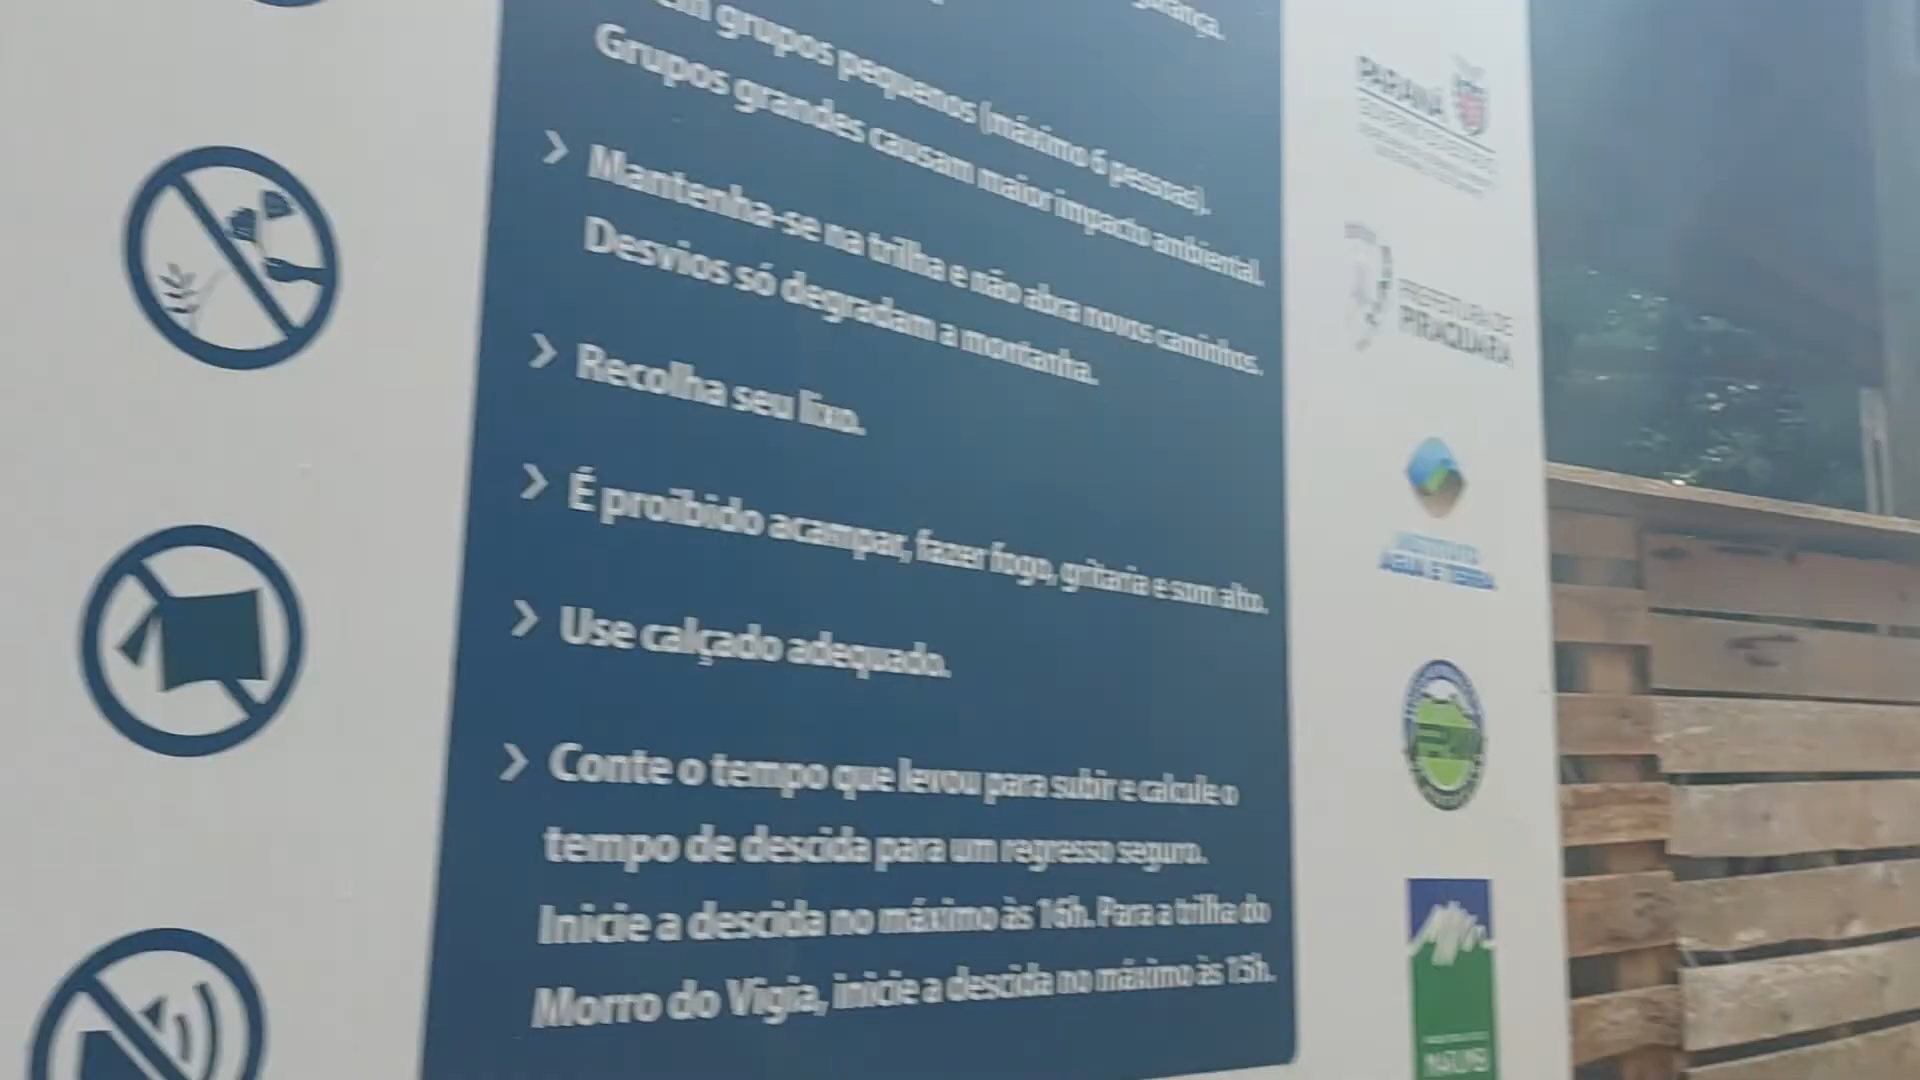 em grupos pequenos (máximo 6 pessoas).
Grupos grandes causam maior impacto ambiental.
Mantenha-se na trilha e não abra novos caminhos.
Desvios só degradam a montanha.
Recolha seu lixo.
É proibido acampar, fazer fogo, gritaria e som alto.
Use calçado adequado.
Conte o tempo que levou para subir e calcule o
tempo de descida para um regresso seguro.
Inicie a descida no máximo às 16h. Para a trilha do
Morro do Vigia, inicie a descida no máximo às 15h.
PARANÁ
GOVERNO DO ESTADO
PREFEITURA DE
PIRAQUARA
INSTITUTO
ÁGUA E TERRA